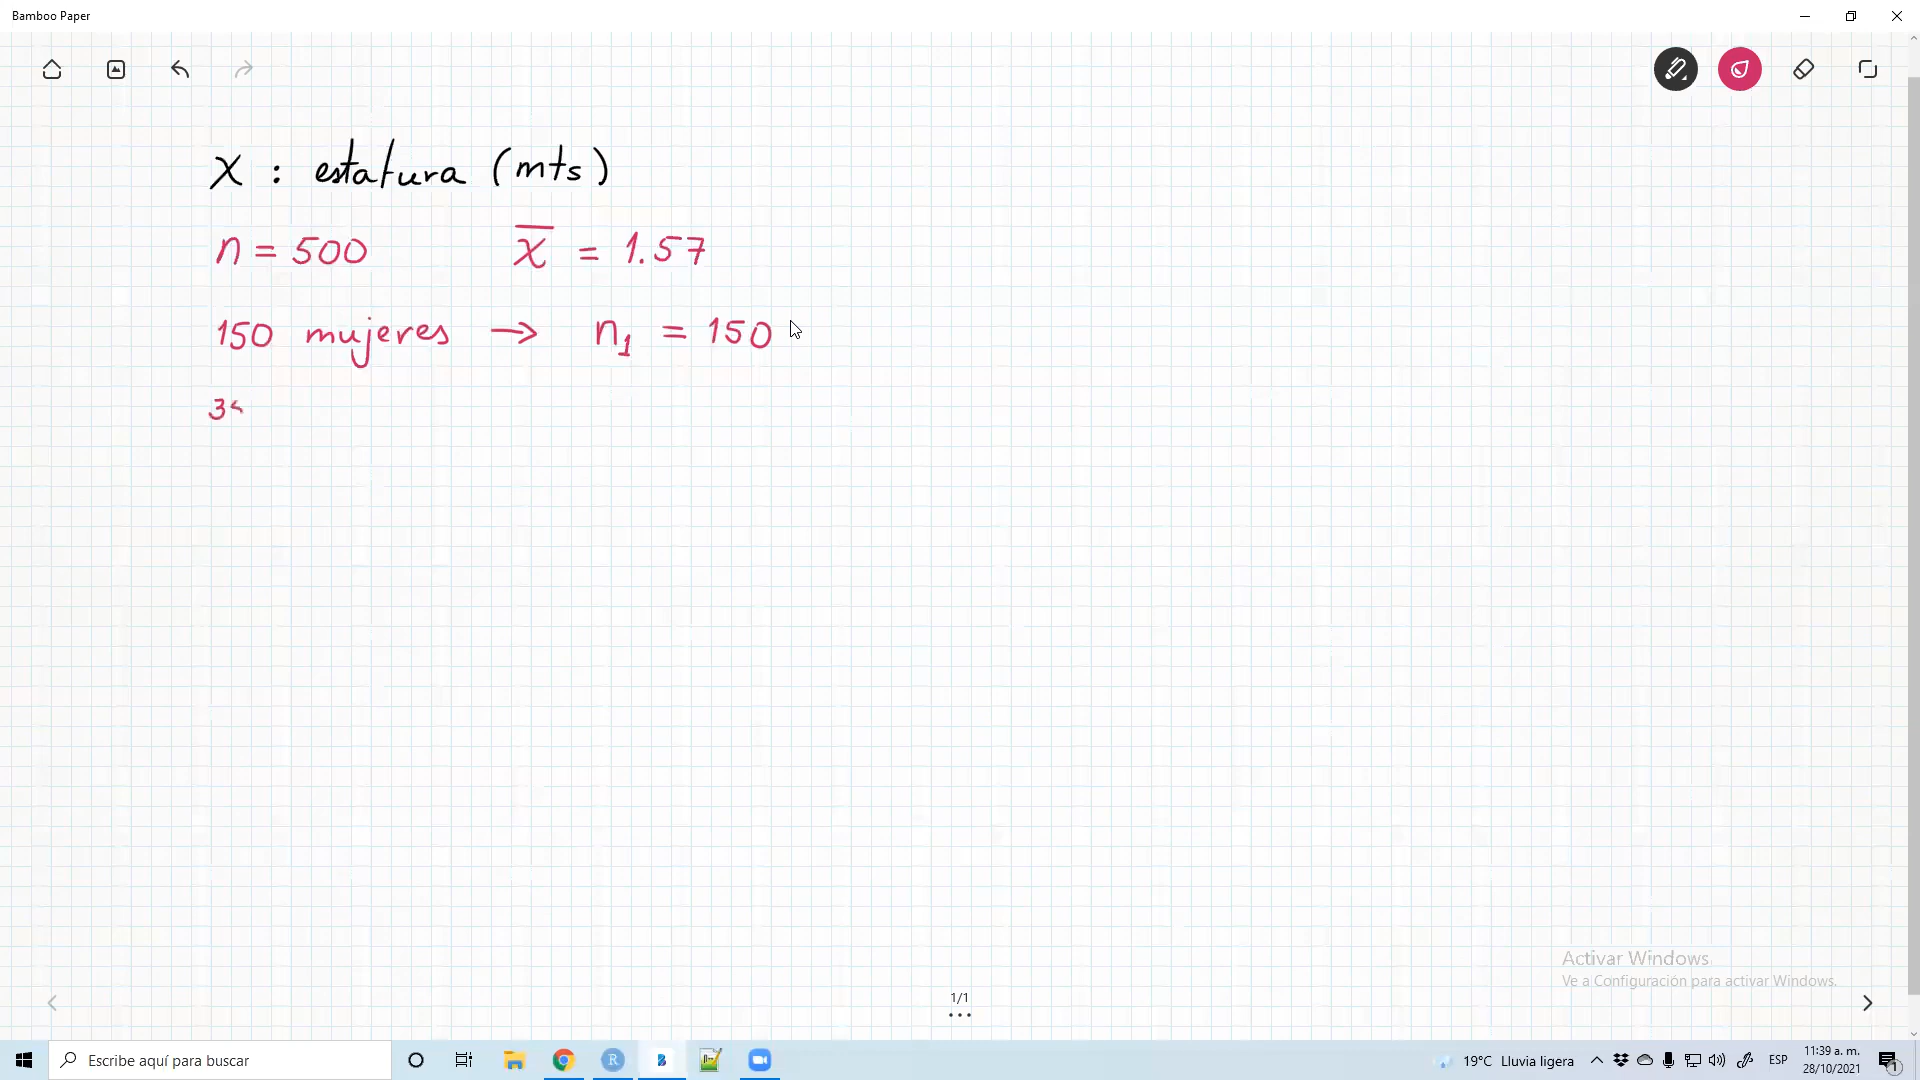 Bamboo Paper
X : estatura (mts)
n = 500 x̅ = 1.57
150 mujeres → n₁ = 150
1/1
Activar Windows
Ve a Configuración para activar Windows.
Escribe aquí para buscar
19°C Lluvia ligera
ESP
11:39 a. m.
28/10/2021
1